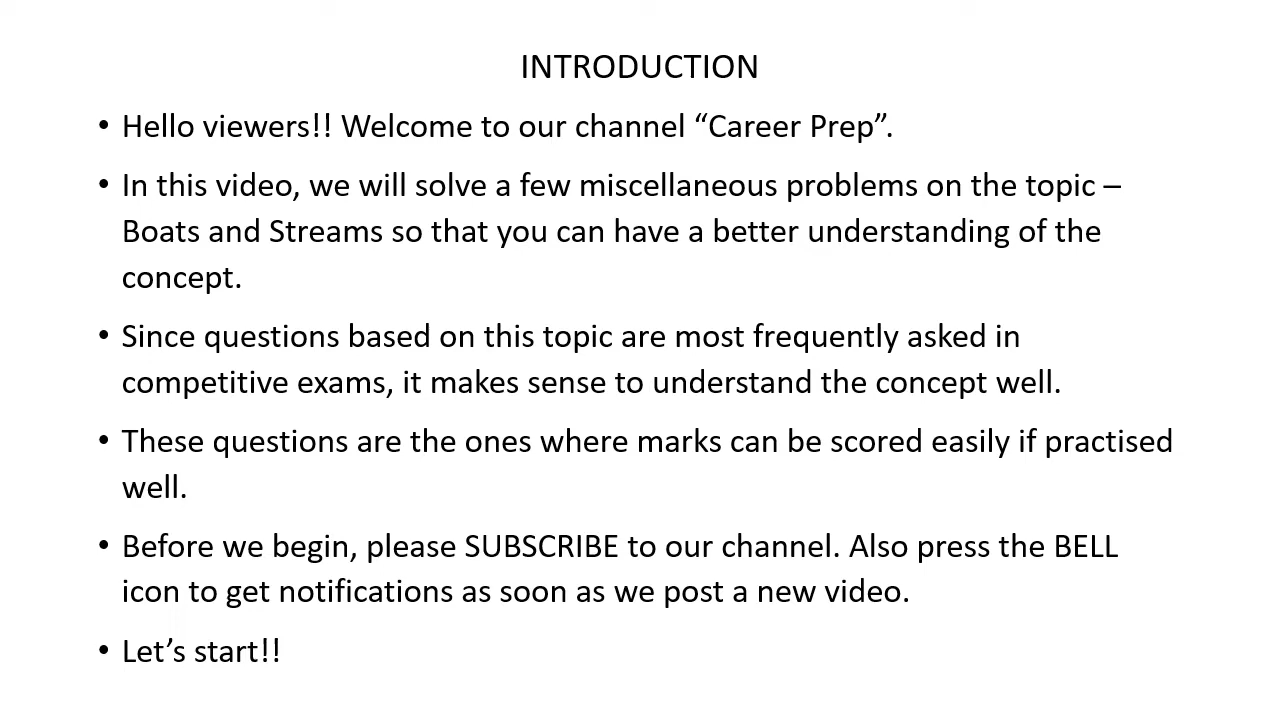 INTRODUCTION
• Hello viewers!! Welcome to our channel “Career Prep”.
• In this video, we will solve a few miscellaneous problems on the topic –
Boats and Streams so that you can have a better understanding of the
concept.
• Since questions based on this topic are most frequently asked in
competitive exams, it makes sense to understand the concept well.
• These questions are the ones where marks can be scored easily if practised
well.
• Before we begin, please SUBSCRIBE to our channel. Also press the BELL
icon to get notifications as soon as we post a new video.
• Let’s start!!